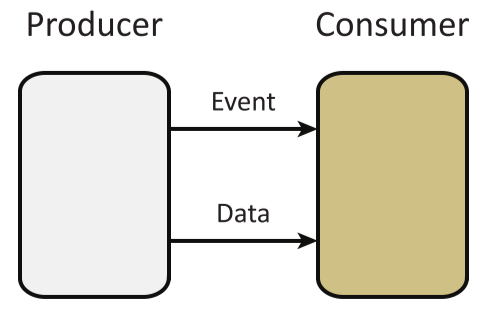 Producer
Consumer
Event
Data